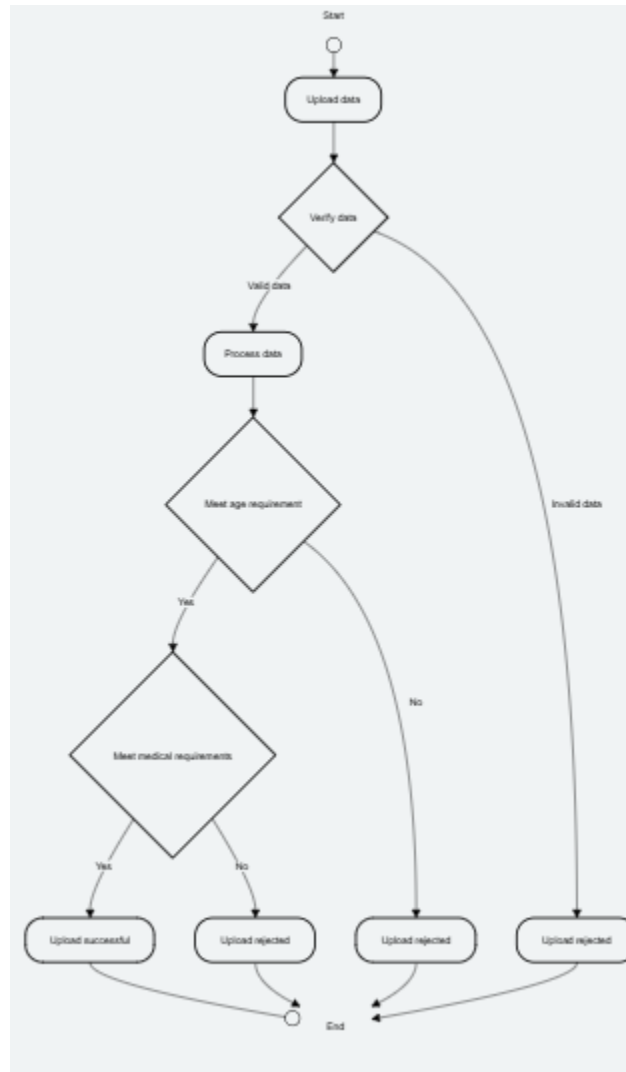 Start
Upload data
Verify data
Valid data
Process data
Meet age requirement
Invalid data
Yes
No
Meet medical requirements
Yes
No
Upload successful
Upload rejected
Upload rejected
Upload rejected
End